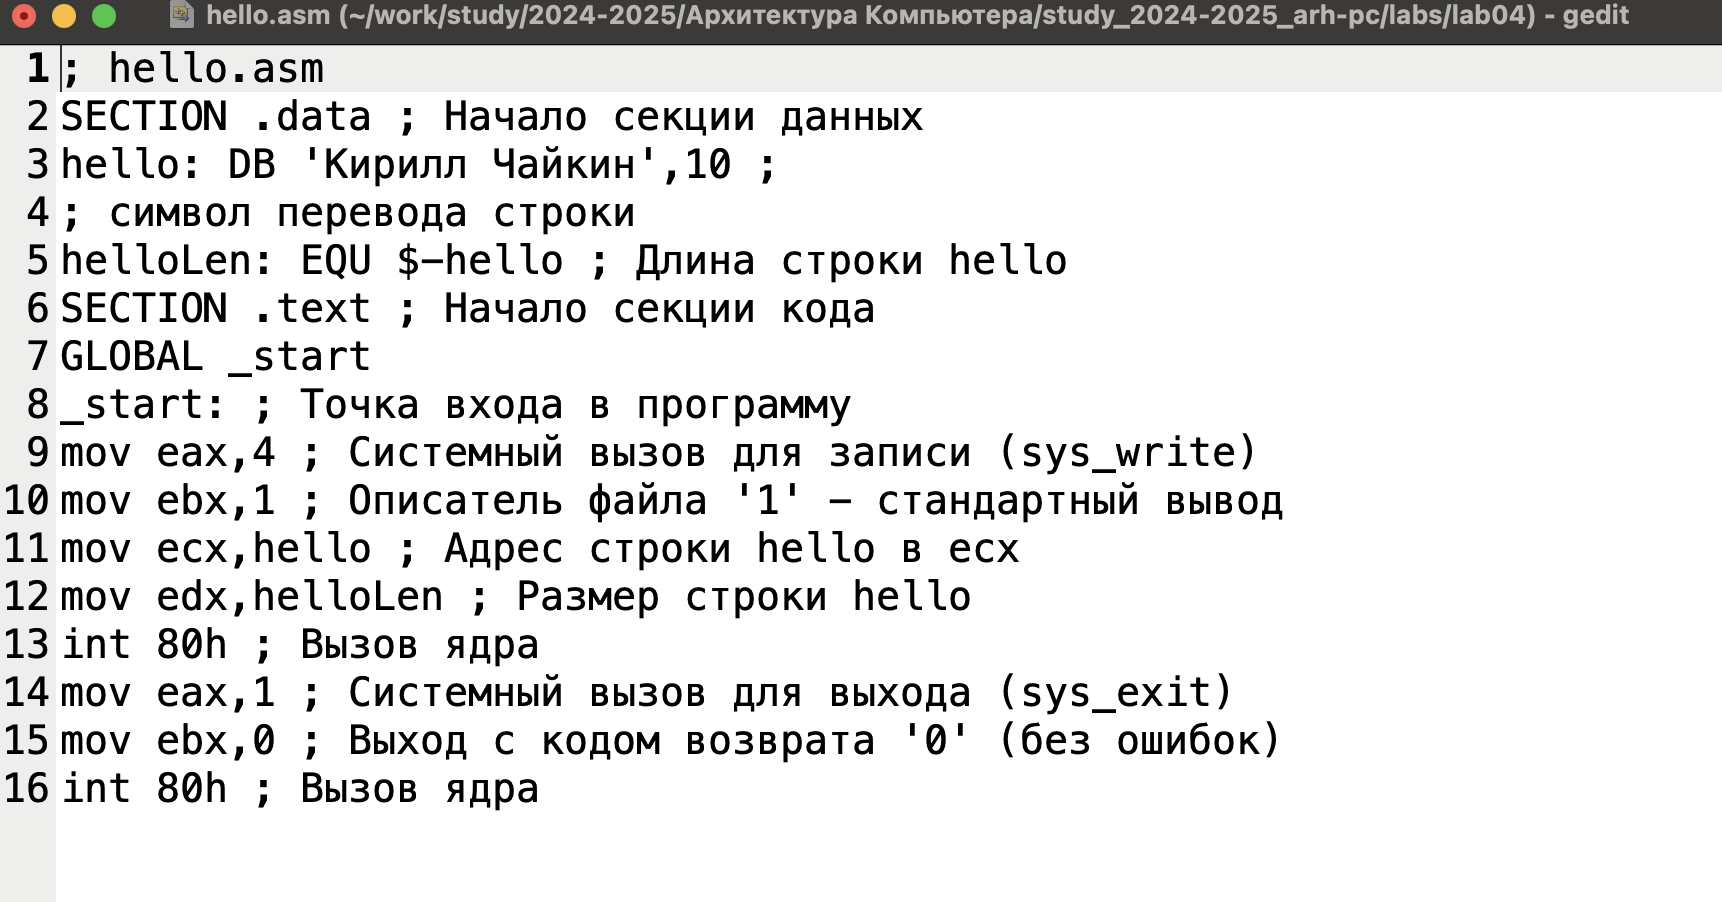 hello.asm (~/work/study/2024-2025/Архитектура Компьютера/study_2024-2025_arh-pc/labs/lab04) - gedit
1 ; hello.asm
2 SECTION .data ; Начало секции данных
3 hello: DB 'Кирилл Чайкин',10 ;
4 ; символ перевода строки
5 helloLen: EQU $-hello ; Длина строки hello
6 SECTION .text ; Начало секции кода
7 GLOBAL _start
8 _start: ; Точка входа в программу
9 mov eax,4 ; Системный вызов для записи (sys_write)
10 mov ebx,1 ; Описатель файла '1' - стандартный вывод
11 mov ecx,hello ; Адрес строки hello в ecx
12 mov edx,helloLen ; Размер строки hello
13 int 80h ; Вызов ядра
14 mov eax,1 ; Системный вызов для выхода (sys_exit)
15 mov ebx,0 ; Выход с кодом возврата '0' (без ошибок)
16 int 80h ; Вызов ядра